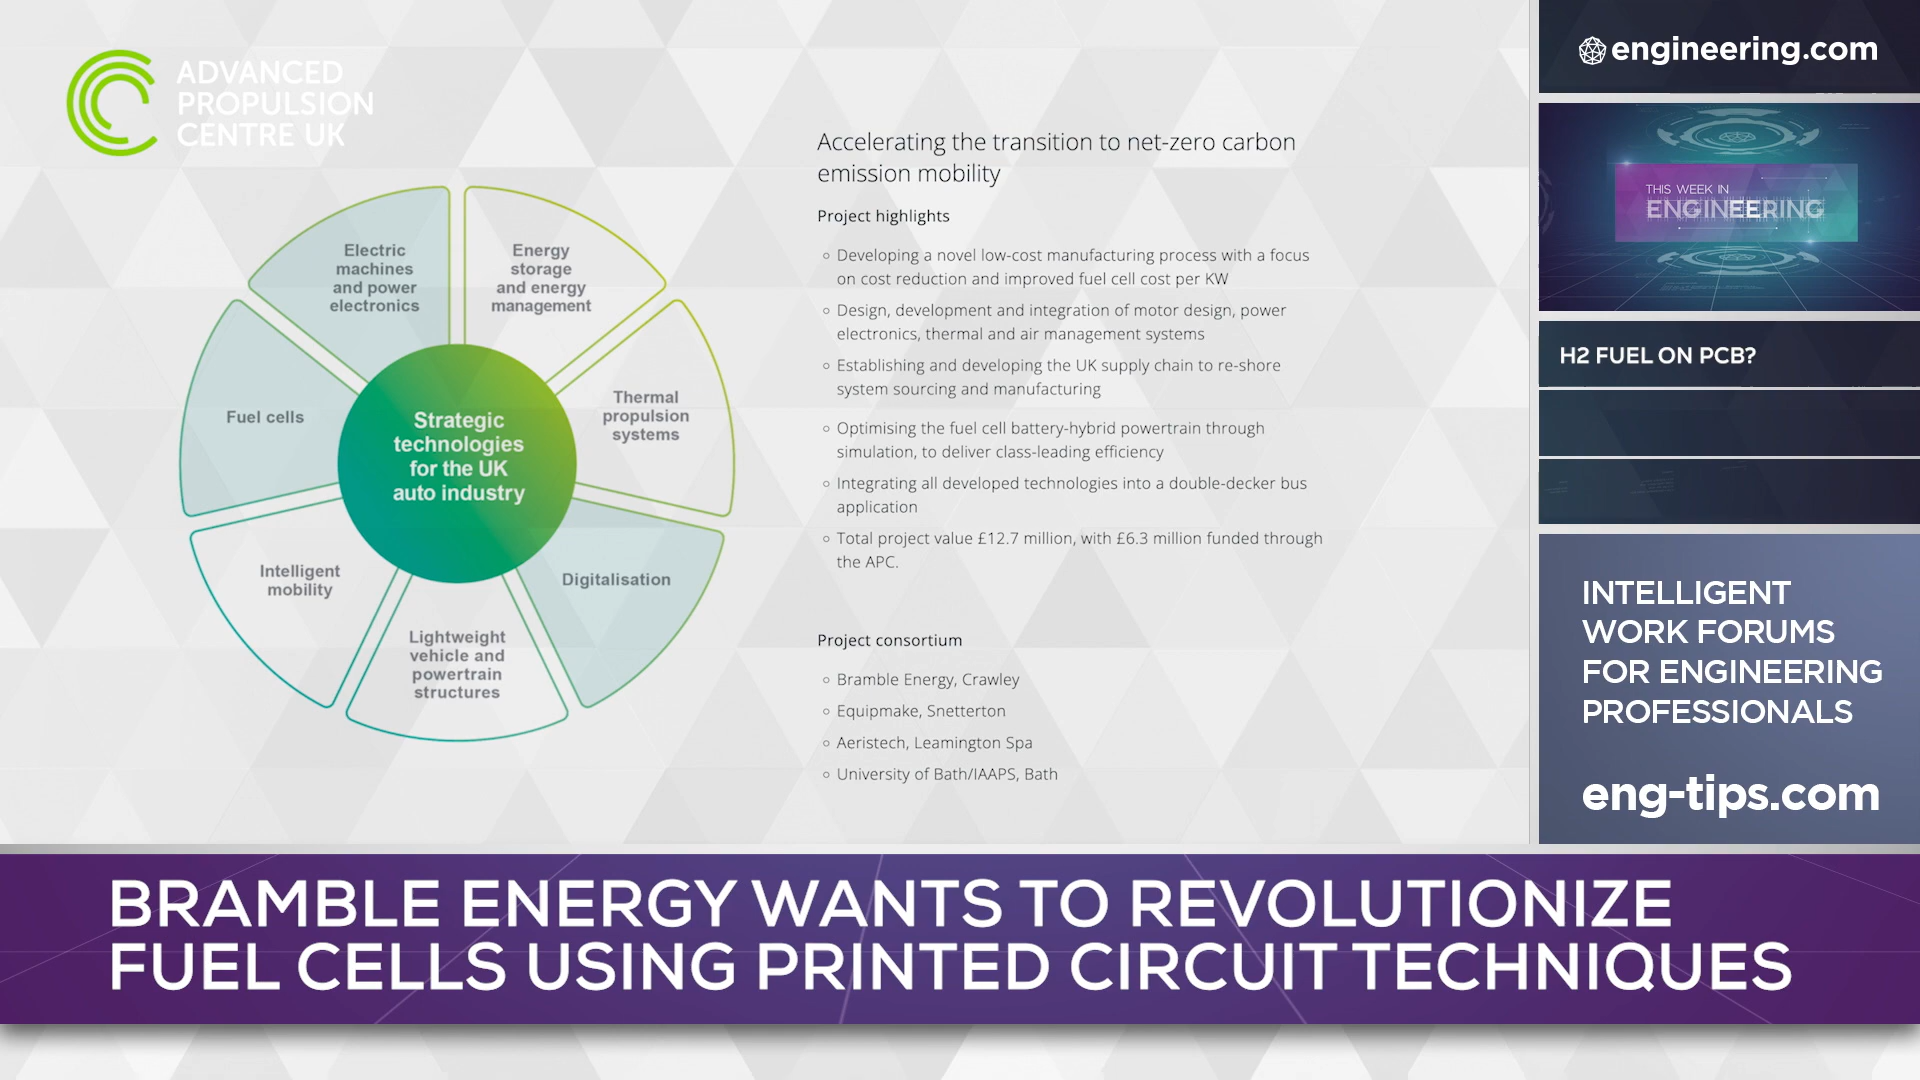 ADVANCED
PROPULSION
CENTRE UK
Electric
machines
and power
electronics
Energy
storage
and energy
management
Fuel cells
Thermal
propulsion
systems
Strategic
technologies
for the UK
auto industry
Intelligent
mobility
Digitalisation
Lightweight
vehicle and
powertrain
structures
Accelerating the transition to net-zero carbon
emission mobility
Project highlights
Developing a novel low-cost manufacturing process with a focus
on cost reduction and improved fuel cell cost per KW
Design, development and integration of motor design, power
electronics, thermal and air management systems
Establishing and developing the UK supply chain to re-shore
system sourcing and manufacturing
Optimising the fuel cell battery-hybrid powertrain through
simulation, to deliver class-leading efficiency
Integrating all developed technologies into a double-decker bus
application
Total project value £12.7 million, with £6.3 million funded through
the APC.
Project consortium
Bramble Energy, Crawley
Equipmake, Snetterton
Aeristech, Leamington Spa
University of Bath/IAAPS, Bath
engineering.com
THIS WEEK IN
ENGINEERING
H2 FUEL ON PCB?
INTELLIGENT
WORK FORUMS
FOR ENGINEERING
PROFESSIONALS
eng-tips.com
BRAMBLE ENERGY WANTS TO REVOLUTIONIZE
FUEL CELLS USING PRINTED CIRCUIT TECHNIQUES